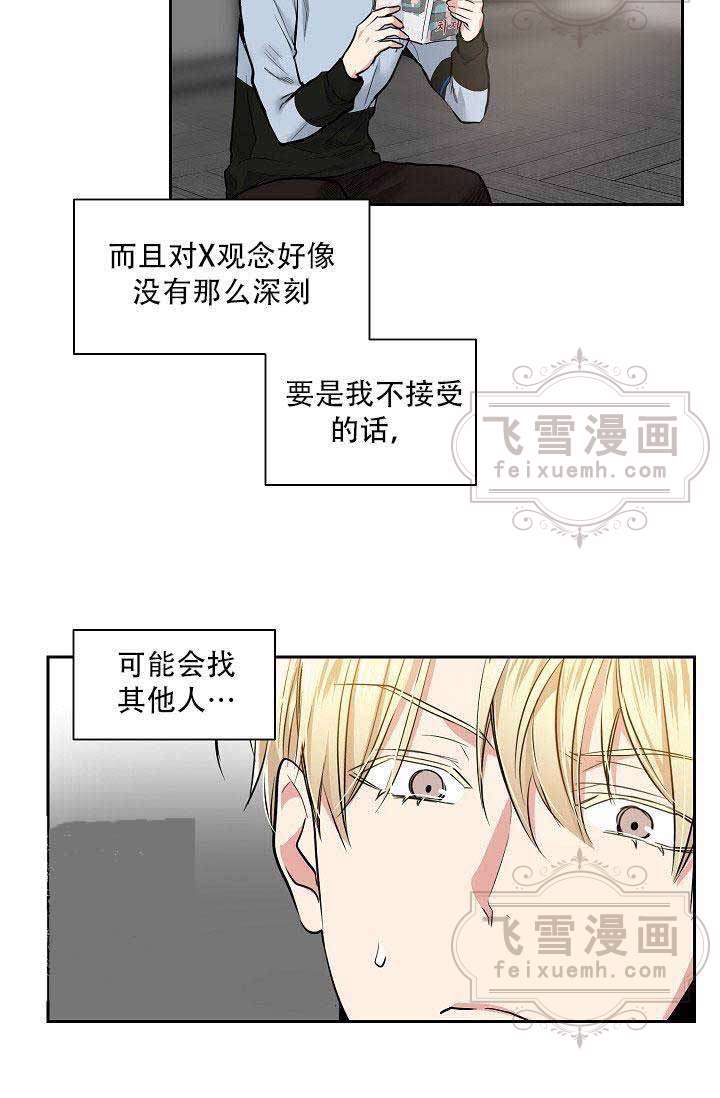 而且对X观念好像
没有那么深刻
要是我不接受
的话,
飞雪漫画
feixuemh.com
可能会找
其他人…
飞雪漫画
feixuemh.com